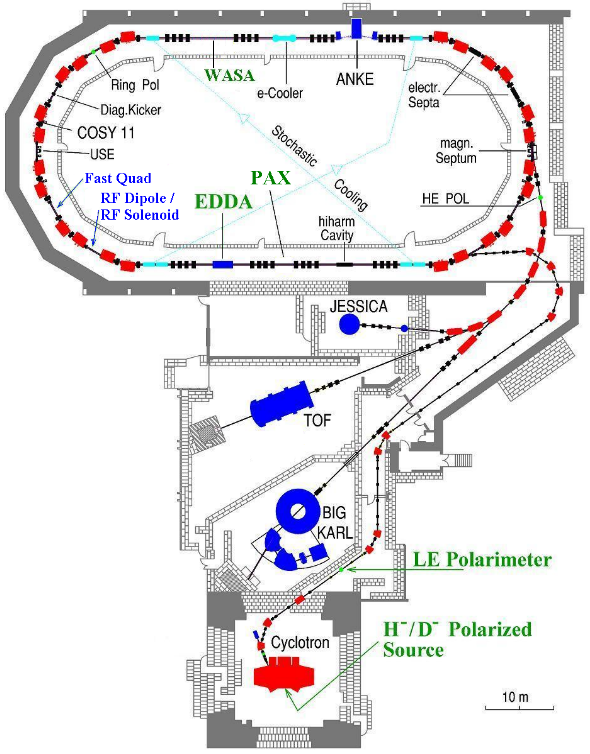 WASA
e-Cooler
ANKE
electr.
Septa
Ring Pol
Diag.Kicker
COSY 11
USE
magn.
Septum
Stochastic
Cooling
Fast Quad
RF Dipole /
RF Solenoid
EDDA
PAX
hiharm
Cavity
HE POL
JESSICA
TOF
BIG
KARL
LE Polarimeter
Cyclotron
H⁻/D⁻ Polarized
Source
10 m